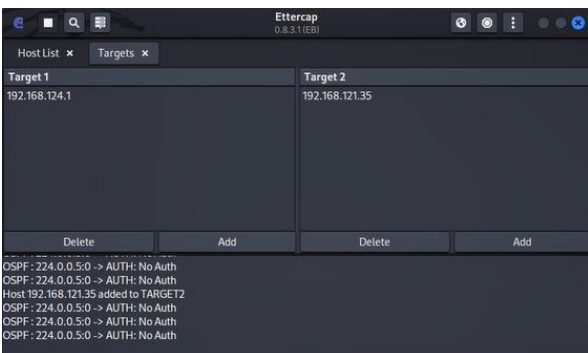 Ettercap
0.8.3.1 (EB)
Host List ×
Targets ×
Target 1
Target 2
192.168.124.1
192.168.121.35
Delete
Add
Delete
Add
OSPF : 224.0.0.5:0 -> AUTH: No Auth
Host 192.168.121.35 added to TARGET2
OSPF : 224.0.0.5:0 -> AUTH: No Auth
OSPF : 224.0.0.5:0 -> AUTH: No Auth
OSPF : 224.0.0.5:0 -> AUTH: No Auth